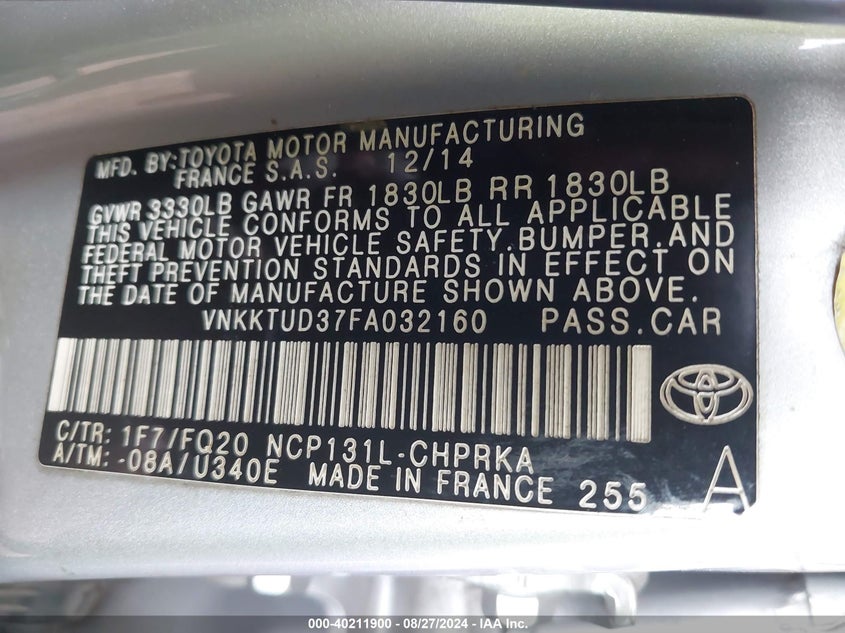 MFD. BY:TOYOTA MOTOR MANUFACTURING
FRANCE S.A.S. 12/14
GVWR 3330LB GAWR FR 1830LB RR 1830LB
THIS VEHICLE CONFORMS TO ALL APPLICABLE
FEDERAL MOTOR VEHICLE SAFETY,BUMPER,AND
THEFT PREVENTION STANDARDS IN EFFECT ON
THE DATE OF MANUFACTURE SHOWN ABOVE.
VNKKTUD37FA032160 PASS.CAR
C/TR: 1F7/FQ20 NCP131L-CHPRKA
A/TM: -08A/U340E MADE IN FRANCE 255 A
000-40211900 - 08/27/2024 - IAA Inc.